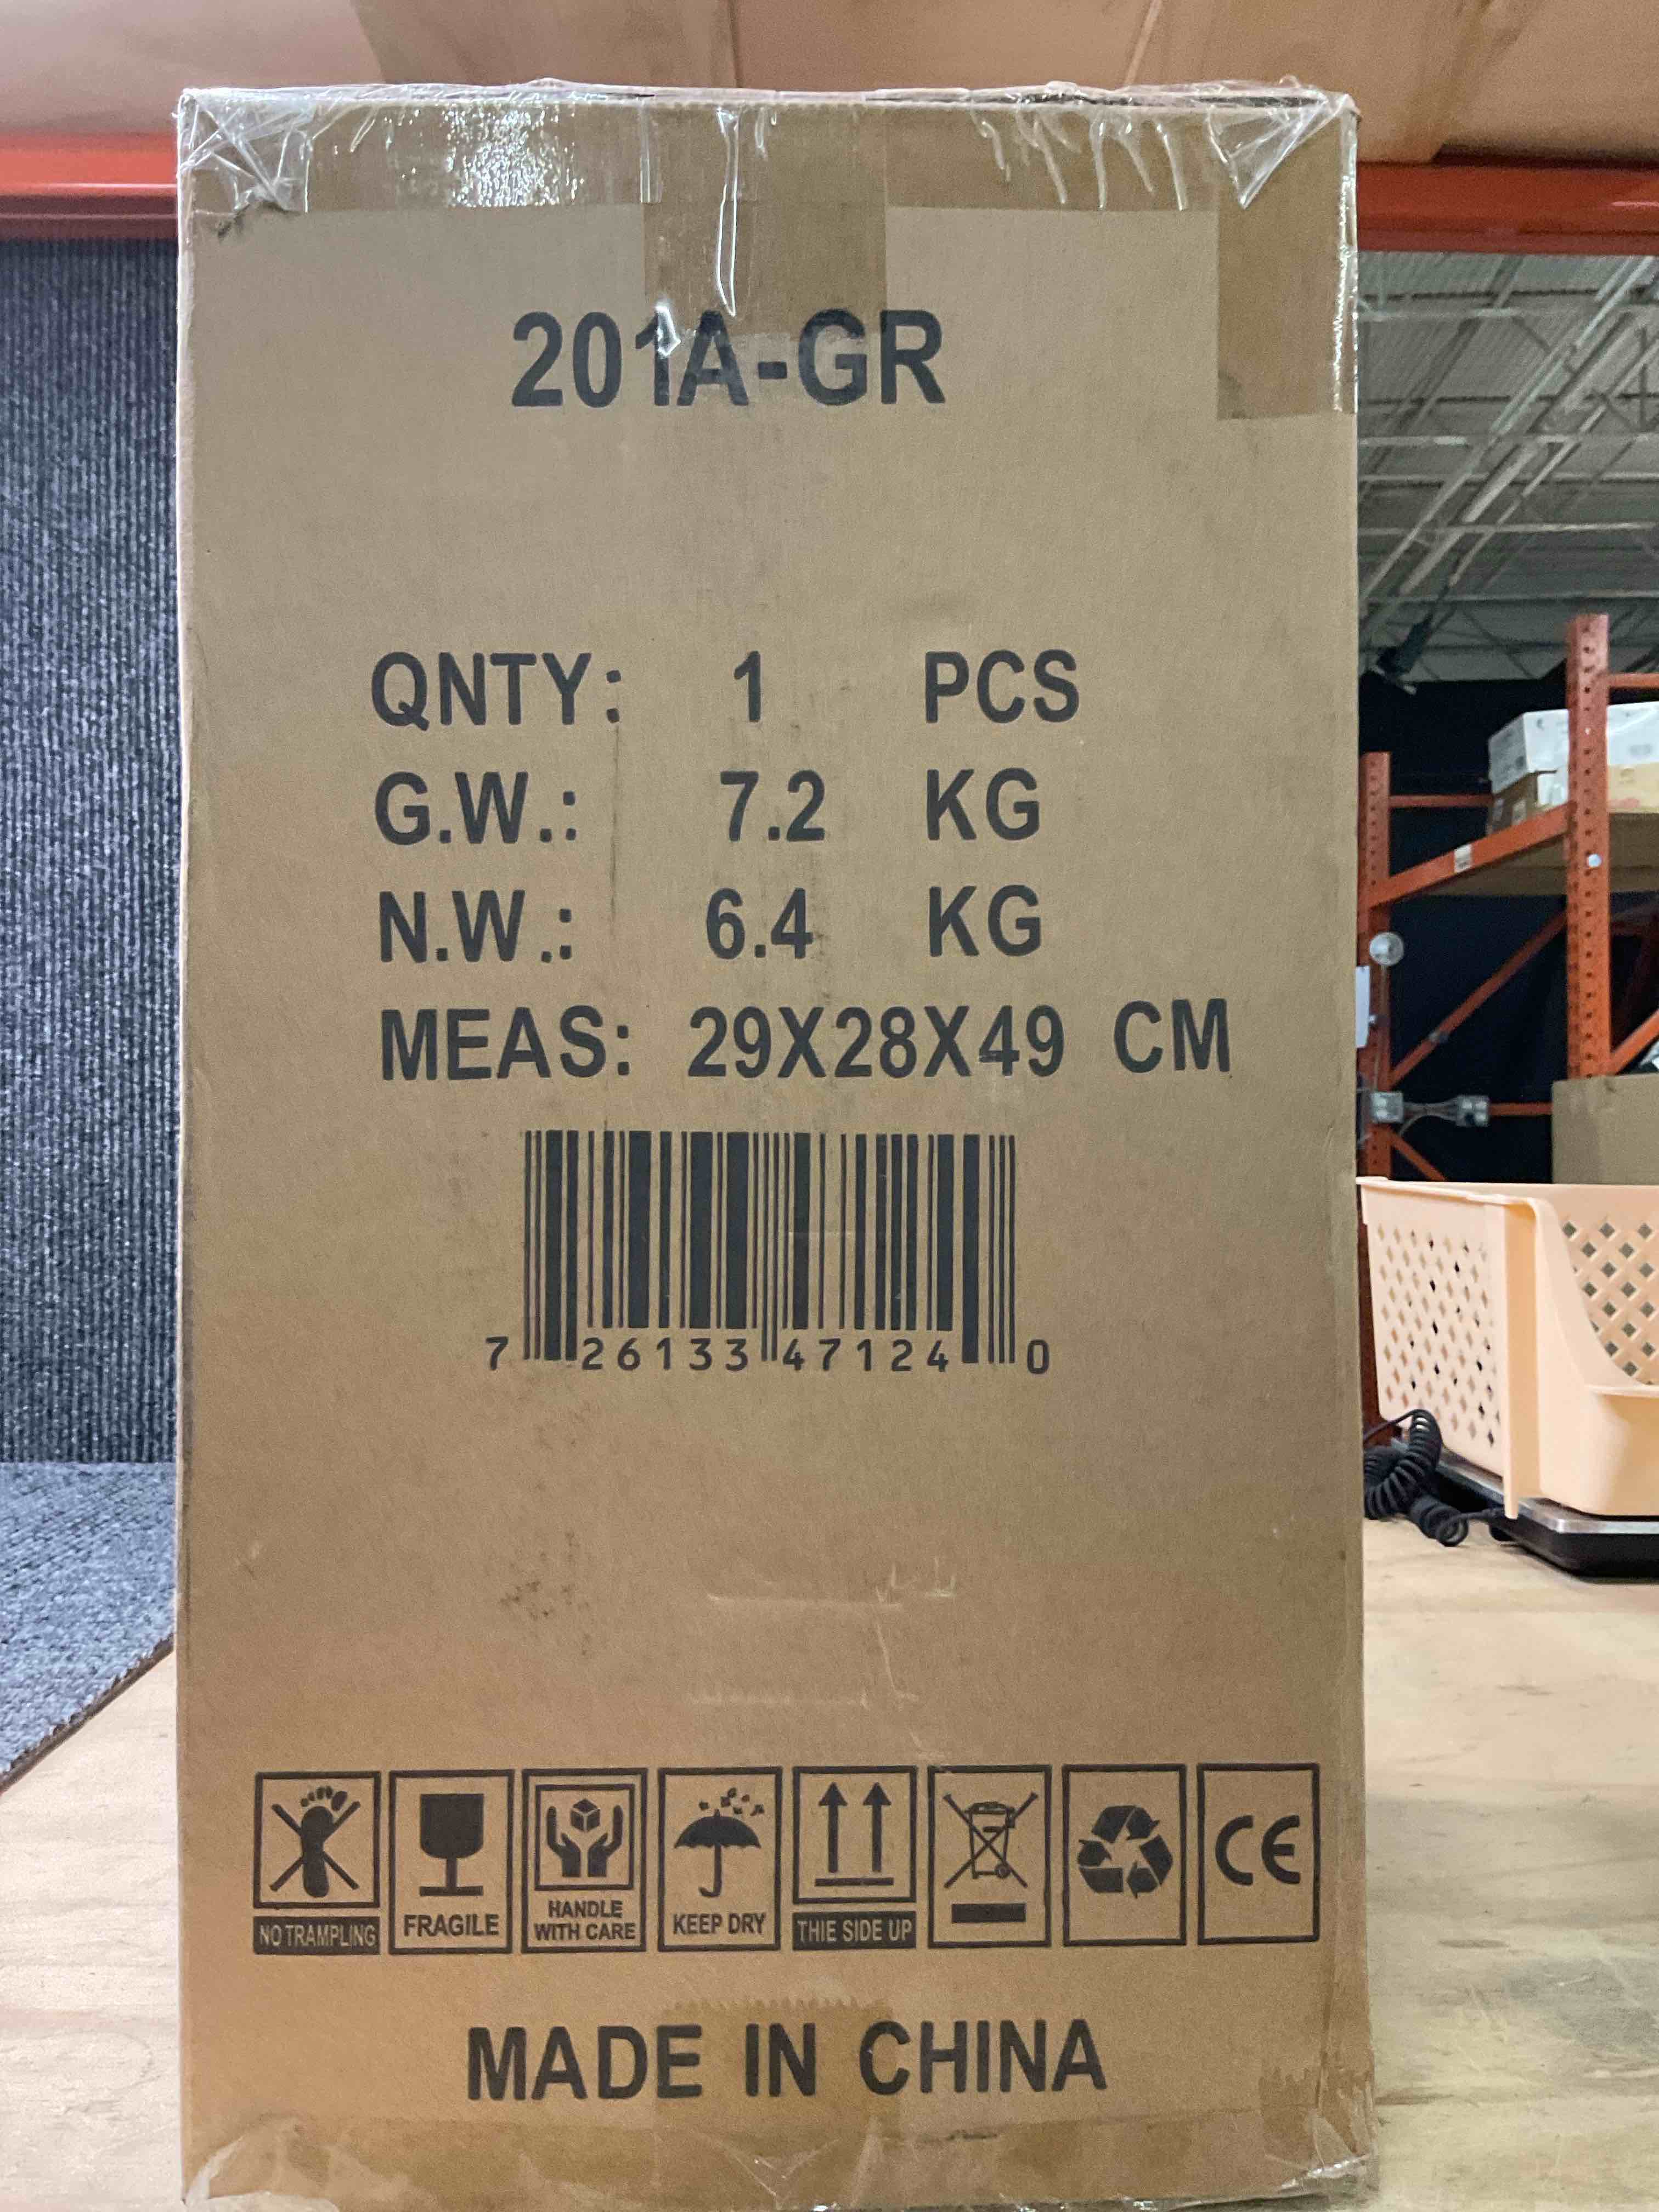 201A-GR
QNTY: 1 PCS
G.W.: 7.2 KG
N.W.: 6.4 KG
MEAS: 29X28X49 CM
7 26133 47124 0
NO TRAMPLING
FRAGILE
HANDLE
WITH CARE
KEEP DRY
THIE SIDE UP
CE
MADE IN CHINA